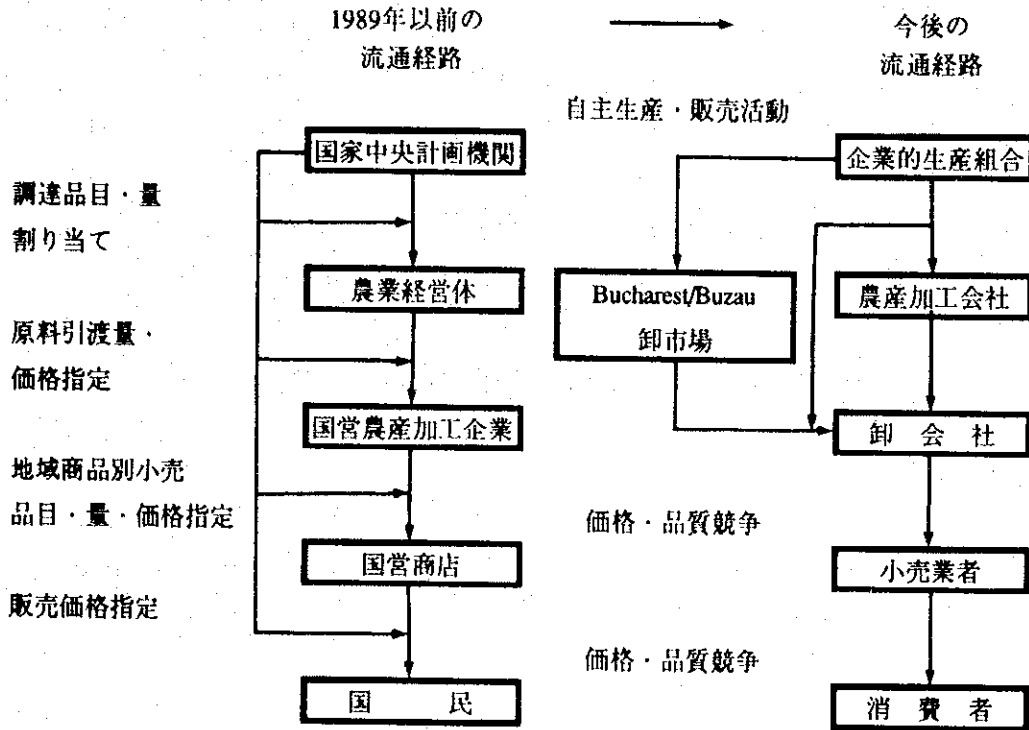 1989年以前の
流通経路
今後の
流通経路
自主生産・販売活動
国家中央計画機関
調達品目・量
割り当て
農業経営体
原料引渡量・
価格指定
国営農産加工企業
地域商品別小売
品目・量・価格指定
国営商店
販売価格指定
国 民
企業的生産組合
Bucharest/Buzau
卸市場
農産加工会社
卸 会 社
価格・品質競争
小売業者
価格・品質競争
消 費 者